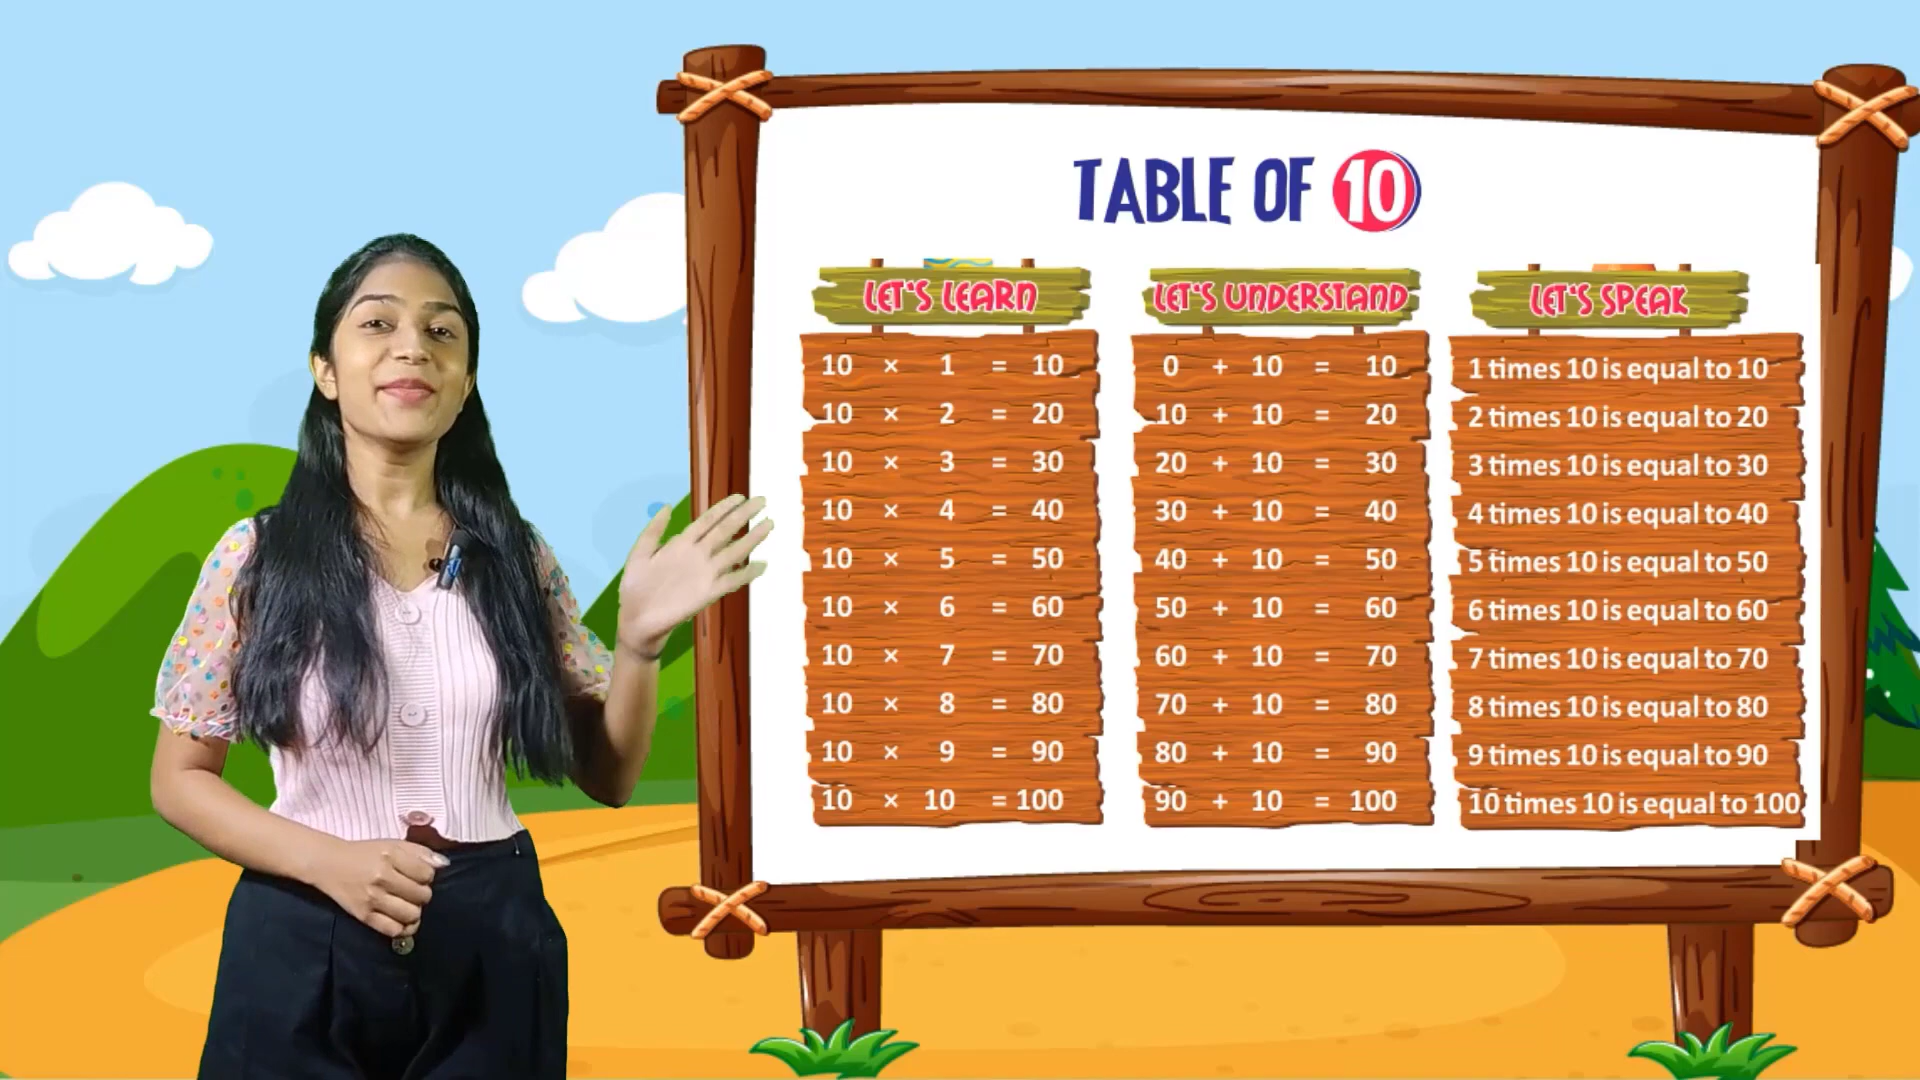 TABLE OF 10
LET'S LEARN
10 × 1 = 10
10 × 2 = 20
10 × 3 = 30
10 × 4 = 40
10 × 5 = 50
10 × 6 = 60
10 × 7 = 70
10 × 8 = 80
10 × 9 = 90
10 × 10 = 100
LET'S UNDERSTAND
0 + 10 = 10
10 + 10 = 20
20 + 10 = 30
30 + 10 = 40
40 + 10 = 50
50 + 10 = 60
60 + 10 = 70
70 + 10 = 80
80 + 10 = 90
90 + 10 = 100
LET'S SPEAK
1 times 10 is equal to 10
2 times 10 is equal to 20
3 times 10 is equal to 30
4 times 10 is equal to 40
5 times 10 is equal to 50
6 times 10 is equal to 60
7 times 10 is equal to 70
8 times 10 is equal to 80
9 times 10 is equal to 90
10 times 10 is equal to 100